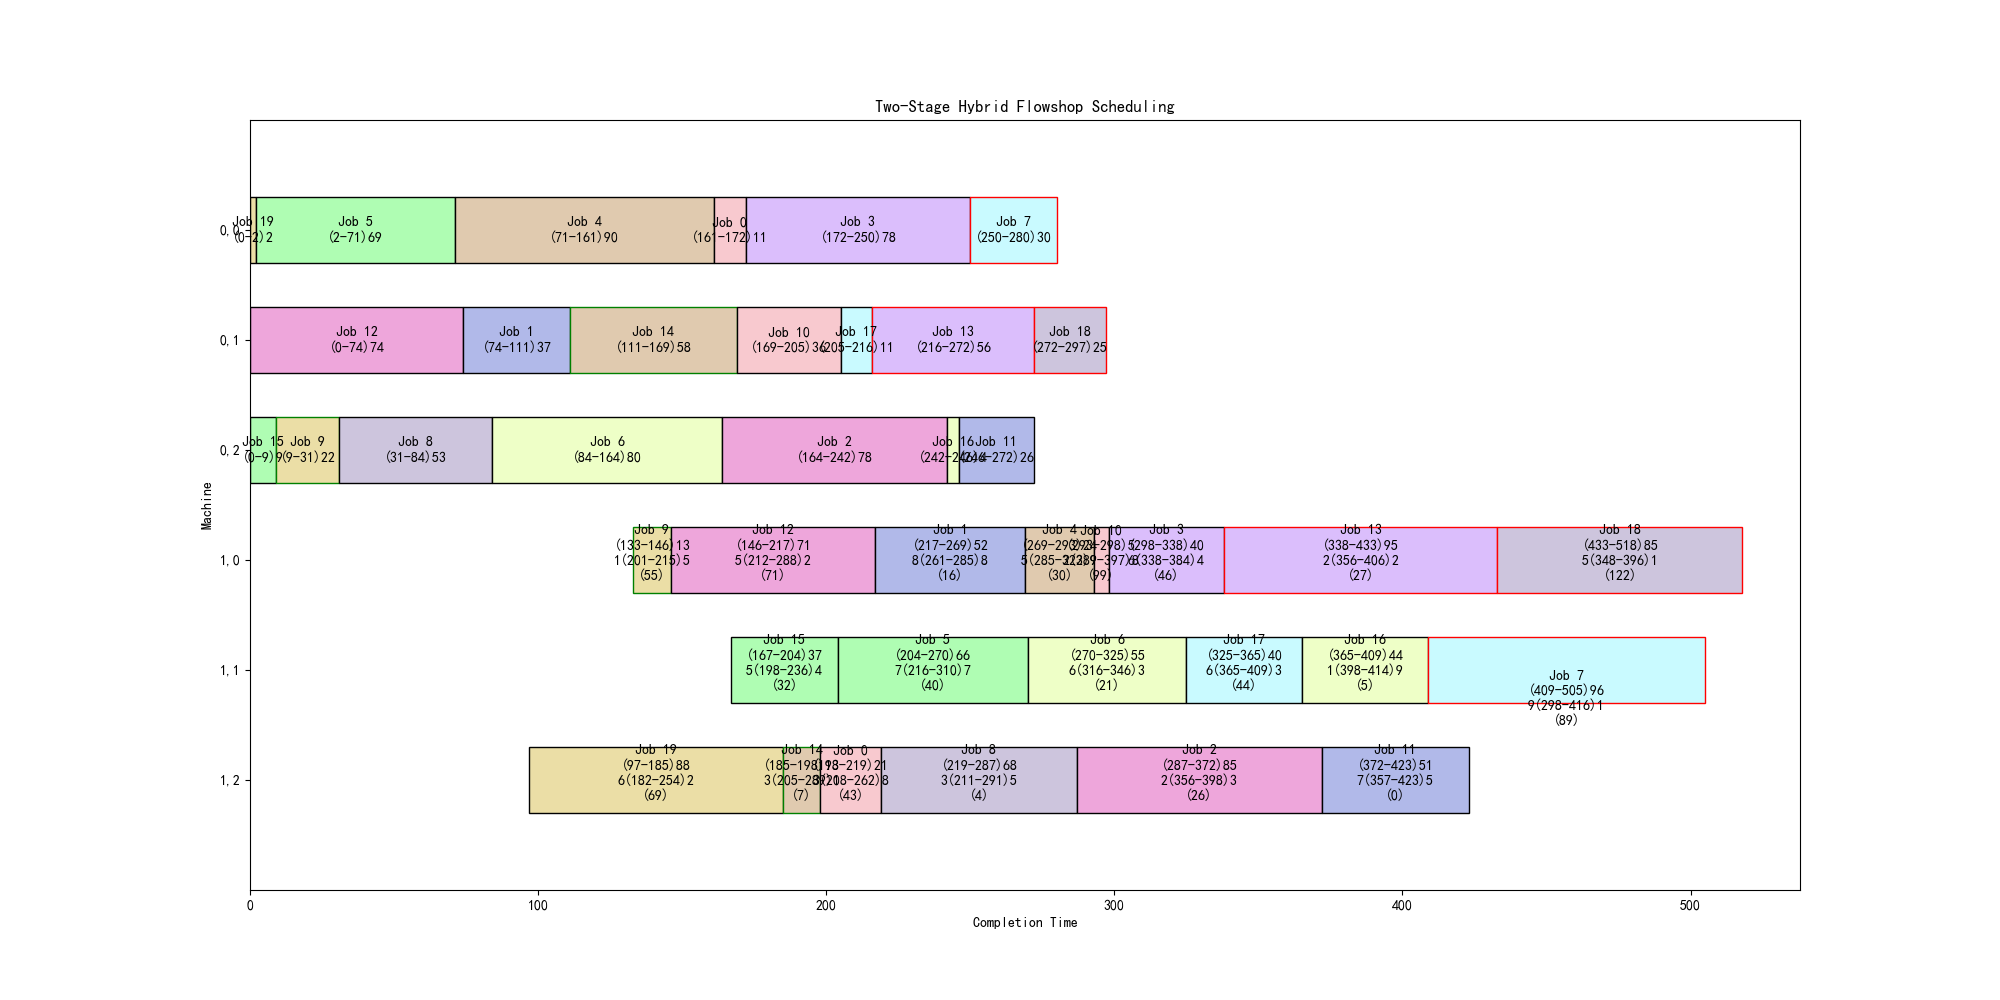 Two-Stage Hybrid Flowshop Scheduling
0,0
Job 19
(0-2)2
Job 5
(2-71)69
Job 4
(71-161)90
Job 0
(161-172)11
Job 3
(172-250)78
Job 7
(250-280)30
0,1
Job 12
(0-74)74
Job 1
(74-111)37
Job 14
(111-169)58
Job 10
(169-205)36
Job 17
(205-216)11
Job 13
(216-272)56
Job 18
(272-297)25
0,2
Job 15
(0-9)9
Job 9
(9-31)22
Job 8
(31-84)53
Job 6
(84-164)80
Job 2
(164-242)78
Job 16
(242-246)4
Job 11
(246-272)26
Machine
1,0
Job 9
(133-146)13
1(201-215)5
(55)
Job 12
(146-217)71
5(212-288)2
(71)
Job 1
(217-269)52
8(261-285)8
(16)
Job 4
(269-293)24
(30)
Job 10
(293-298)5
(99)
Job 3
(298-338)40
6(338-384)4
(46)
Job 13
(338-433)95
2(356-406)2
(27)
Job 18
(433-518)85
5(348-396)1
(122)
1,1
Job 15
(167-204)37
5(198-236)4
(32)
Job 5
(204-270)66
7(216-310)7
(40)
Job 6
(270-325)55
6(316-346)3
(21)
Job 17
(325-365)40
6(365-409)3
(44)
Job 16
(365-409)44
1(398-414)9
(5)
Job 7
(409-505)96
9(298-416)1
(89)
1,2
Job 19
(97-185)88
6(182-254)2
(69)
Job 14
(185-198)13
(7)
Job 0
(198-219)21
(43)
Job 8
(219-287)68
3(211-291)5
(4)
Job 2
(287-372)85
2(356-398)3
(26)
Job 11
(372-423)51
7(357-423)5
(0)
0
100
200
300
400
500
Completion Time